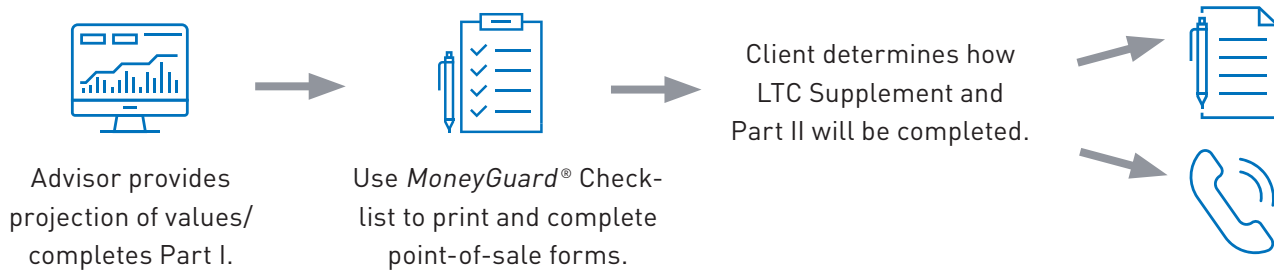 Advisor provides
projection of values/
completes Part I.
Use MoneyGuard® Check-
list to print and complete
point-of-sale forms.
Client determines how
LTC Supplement and
Part II will be completed.